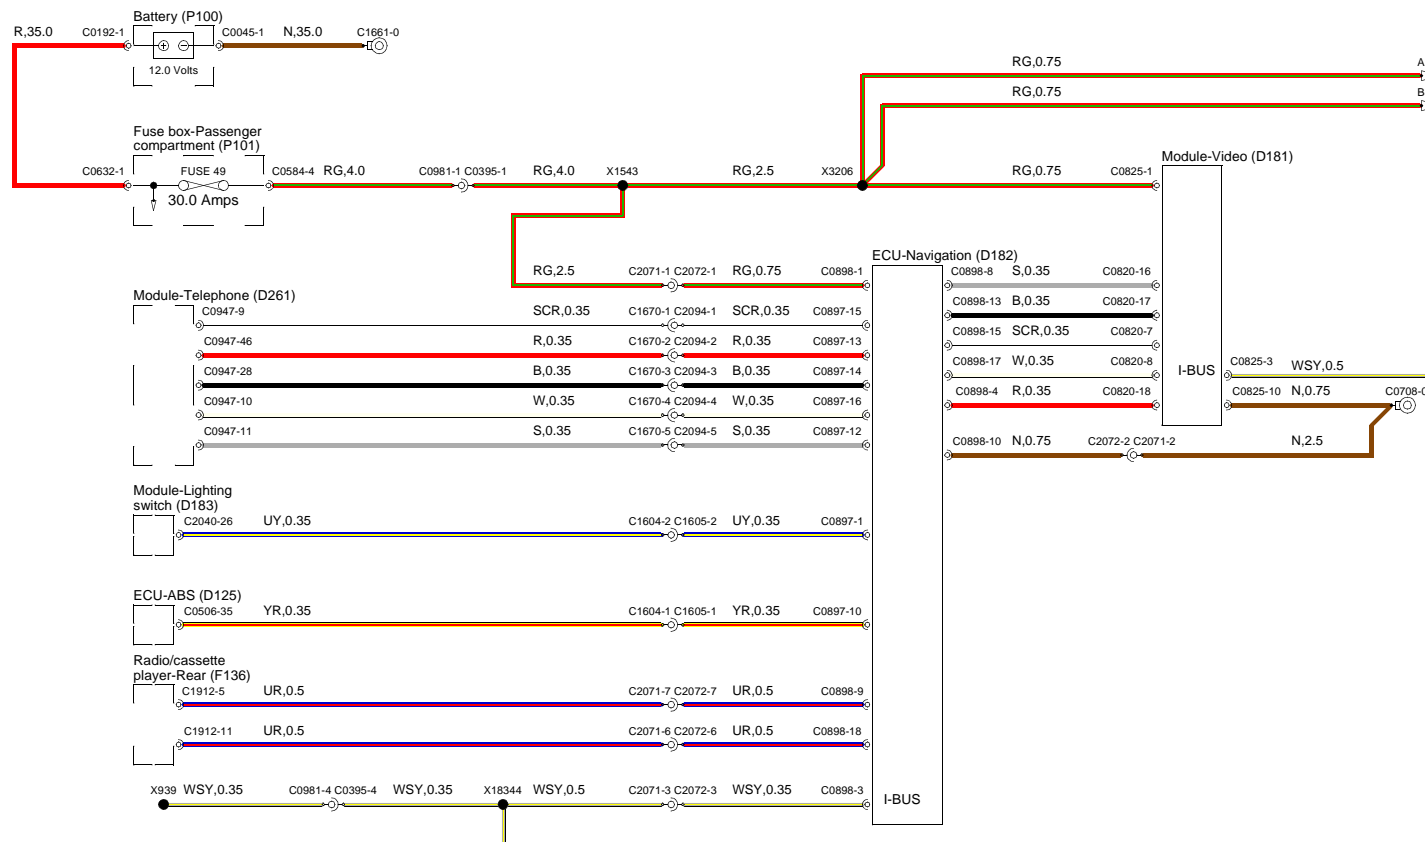 Battery (P100)
R,35.0 C0192-1 C0045-1 N,35.0 C1661-0
12.0 Volts
RG,0.75 A
RG,0.75 B
Fuse box-Passenger
compartment (P101)
Module-Video (D181)
C0632-1 FUSE 49 C0584-4 RG,4.0 C0981-1 C0395-1 RG,4.0 X1543 RG,2.5 X3206 RG,0.75 C0825-1
30.0 Amps
ECU-Navigation (D182)
RG,2.5 C2071-1 C2072-1 RG,0.75 C0898-1 C0898-8 S,0.35 C0820-16
Module-Telephone (D261)
C0898-13 B,0.35 C0820-17
C0947-9 SCR,0.35 C1670-1 C2094-1 SCR,0.35 C0897-15
C0898-15 SCR,0.35 C0820-7
C0947-46 R,0.35 C1670-2 C2094-2 R,0.35 C0897-13
C0898-17 W,0.35 C0820-8
I-BUS C0825-3 WSY,0.5
C0947-28 B,0.35 C1670-3 C2094-3 B,0.35 C0897-14
C0898-4 R,0.35 C0820-18 C0825-10 N,0.75 C0708-0
C0947-10 W,0.35 C1670-4 C2094-4 W,0.35 C0897-16
C0947-11 S,0.35 C1670-5 C2094-5 S,0.35 C0897-12
C0898-10 N,0.75 C2072-2 C2071-2 N,2.5
Module-Lighting
switch (D183)
C2040-26 UY,0.35 C1604-2 C1605-2 UY,0.35 C0897-1
ECU-ABS (D125)
C0506-35 YR,0.35 C1604-1 C1605-1 YR,0.35 C0897-10
Radio/cassette
player-Rear (F136)
C1912-5 UR,0.5 C2071-7 C2072-7 UR,0.5 C0898-9
C1912-11 UR,0.5 C2071-6 C2072-6 UR,0.5 C0898-18
X939 WSY,0.35 C0981-4 C0395-4 WSY,0.35 X18344 WSY,0.5 C2071-3 C2072-3 WSY,0.35 C0898-3
I-BUS